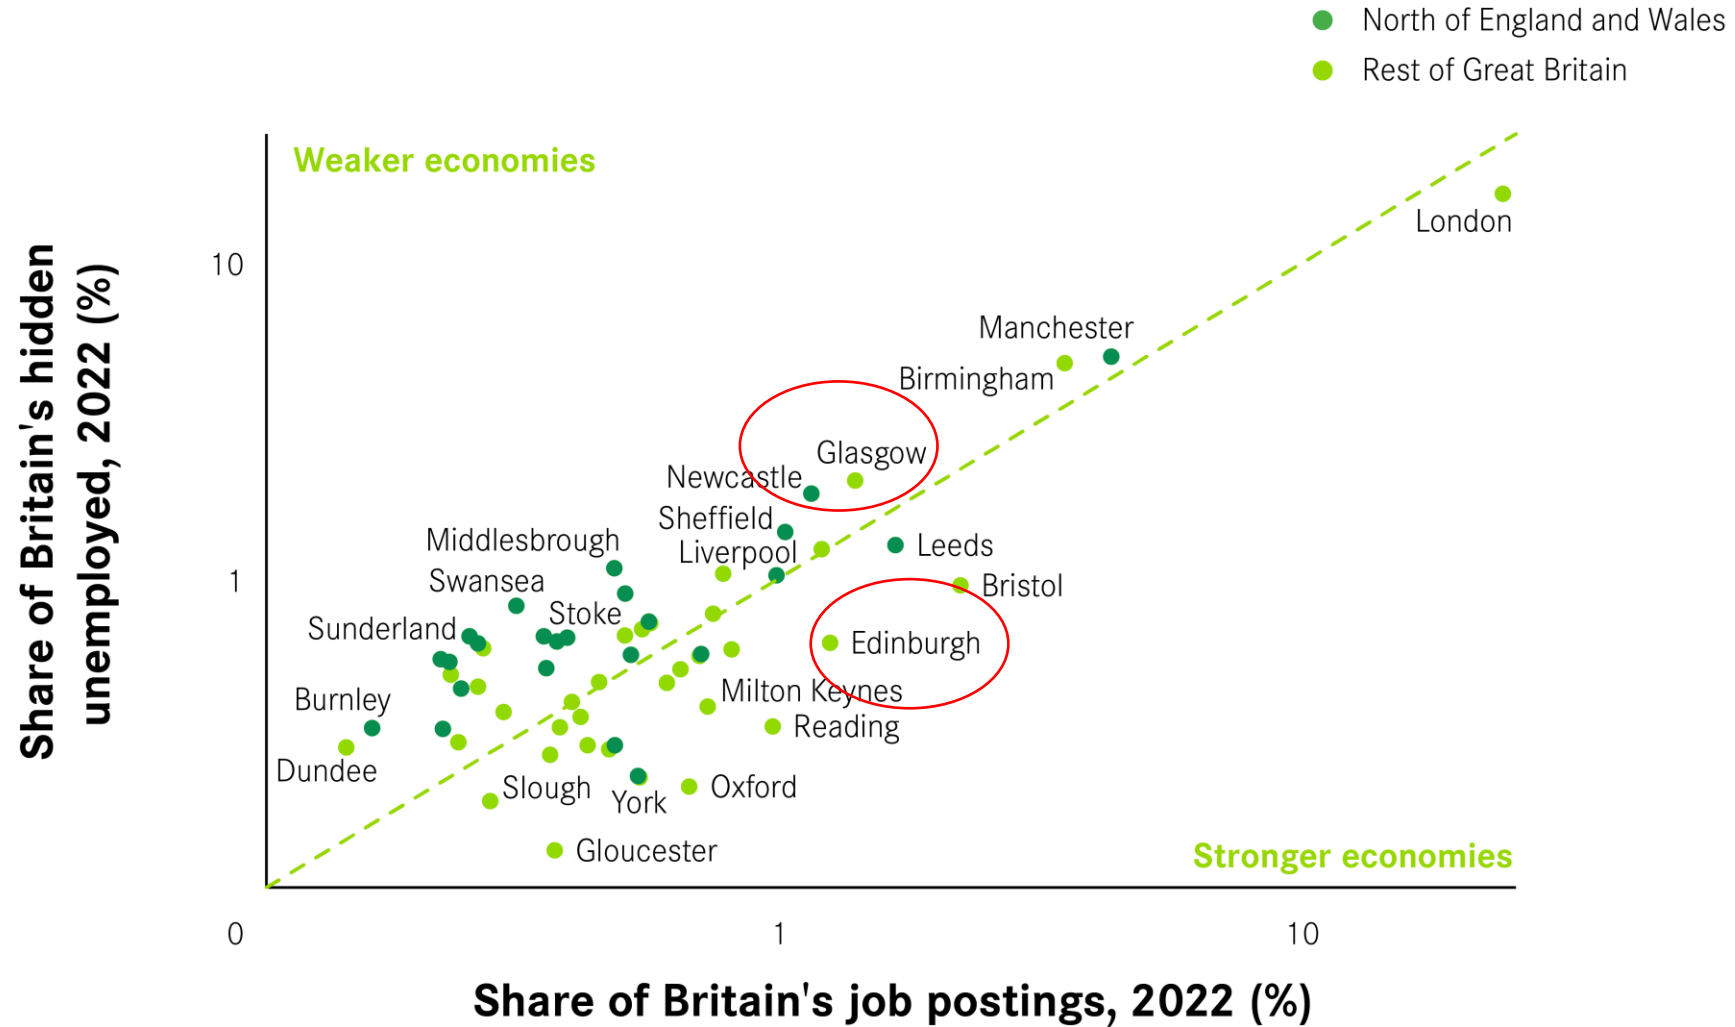 North of England and Wales
Rest of Great Britain
Weaker economies
London
10
Manchester
Birmingham
Glasgow
Newcastle
Sheffield
Liverpool
Leeds
Middlesbrough
1
Swansea
Bristol
Stoke
Sunderland
Edinburgh
Milton Keynes
Burnley
Reading
Dundee
Slough
Oxford
York
Gloucester
Stronger economies
0
1
10
Share of Britain's hidden
unemployed, 2022 (%)
Share of Britain's job postings, 2022 (%)